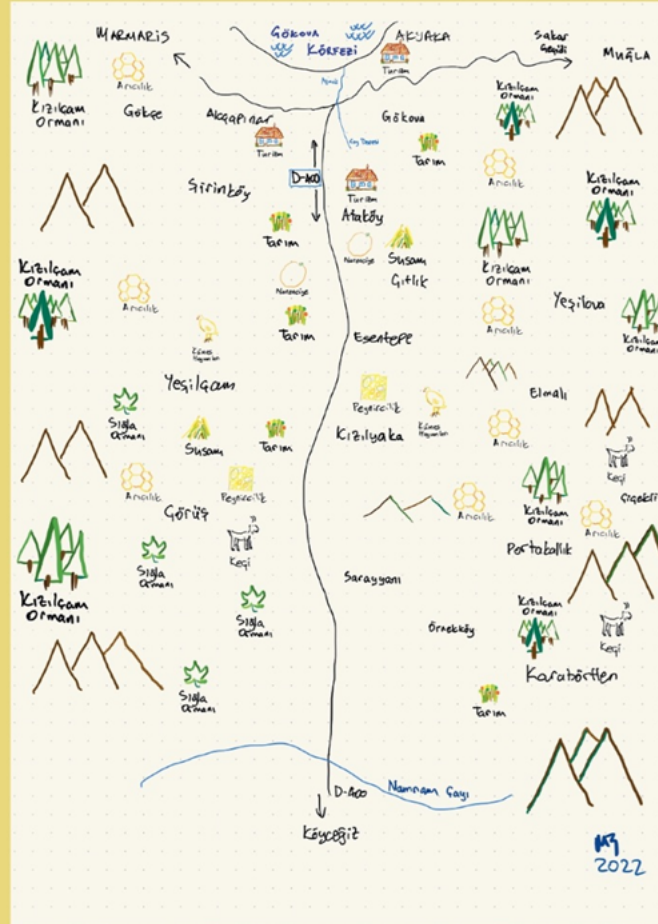 MARMARİS
GÖKOVA
KÖRFEZİ
AKYAKA
Sakar
Geçidi
MUĞLA
Turizm
Arıcılık
Kızılçam
Ormanı
Gökçe
Akçapınar
Gökova
Kızılçam
Ormanı
Turizm
Tarım
Arıcılık
D-400
Turizm
Şirinköy
Ataköy
Kızılçam
Ormanı
Tarım
Narenciye
Susam
Çıtlık
Kızılçam
Ormanı
Kızılçam
Ormanı
Narenciye
Arıcılık
Tarım
Arıcılık
Yeşilova
Kızılçam
Ormanı
Esentepe
Kümes
Hayvanları
Yeşilçam
Elmalı
Peynircilik
Kümes
Hayvanları
Sığla
Ormanı
Susam
Tarım
Kızılyaka
Arıcılık
Keçi
Arıcılık
Peynircilik
Görüş
Arıcılık
Kızılçam
Ormanı
Arıcılık
Portakallık
Sığla
Ormanı
Keçi
Sarayyanı
Kızılçam
Ormanı
Sığla
Ormanı
Örnekköy
Kızılçam
Ormanı
Keçi
Karabörtlen
Sığla
Ormanı
Tarım
D-400
Namnam Çayı
Köyceğiz
2022